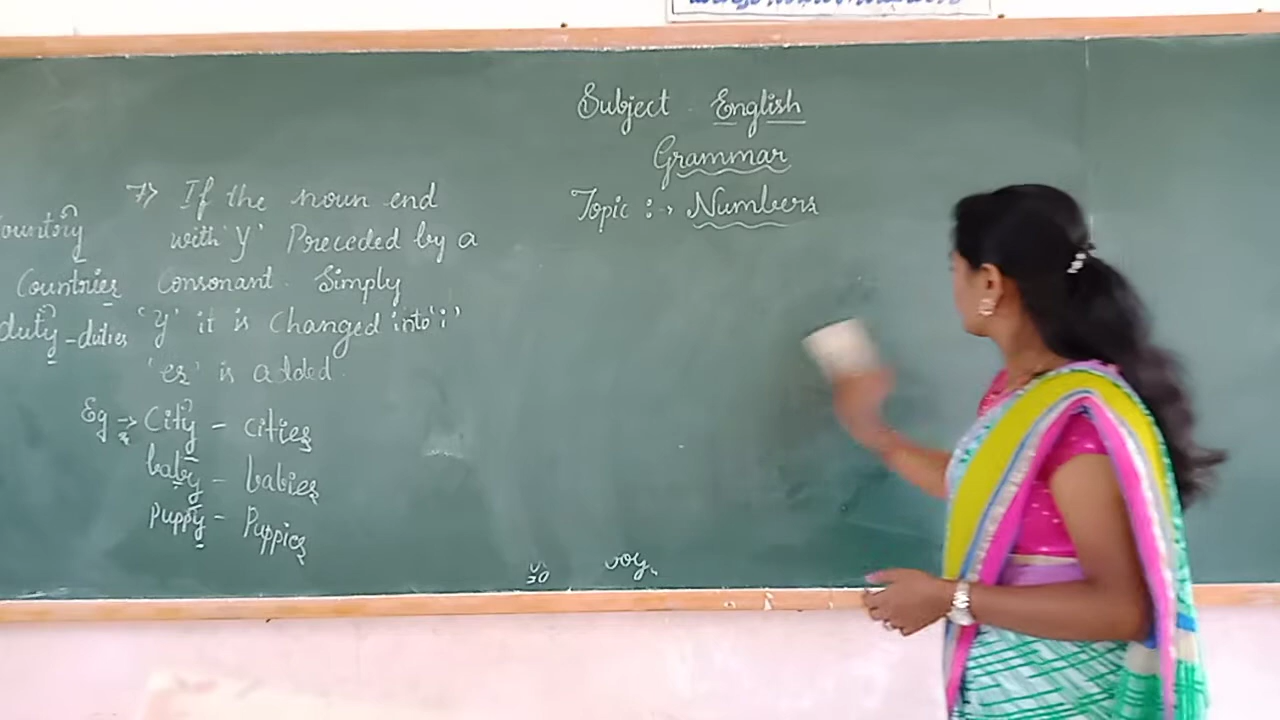 Subject - English
Grammar
Topic :→ Numbers
7) If the noun end
with 'y' Preceded by a
consonant. Simply
'y' it is changed into 'i'
'es' is added.
Eg → City - cities
baby - babies
puppy - Puppies
Countries
duty - duties